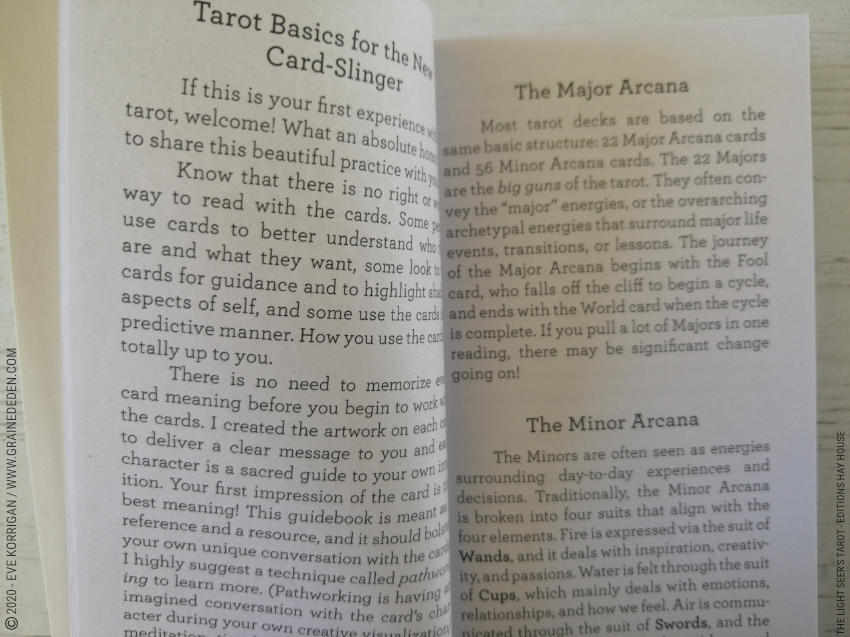 Tarot Basics for the New
Card-Slinger
If this is your first experience
tarot, welcome! What an absolute
to share this beautiful practice with
Know that there is no right or
way to read with the cards. Some
use cards to better understand who
are and what they want, some look to
cards for guidance and to highlight
aspects of self, and some use the cards
predictive manner. How you use the
totally up to you.
There is no need to memorize
card meaning before you begin to work
the cards. I created the artwork on each
to deliver a clear message to you and
character is a sacred guide to your own
ition. Your first impression of the card is
best meaning! This guidebook is meant as
reference and a resource, and it should
your own unique conversation with the
I highly suggest a technique called
ing to learn more. (Pathworking is having
imagined conversation with the card's
acter during your own creative visualization
The Major Arcana
Most tarot decks are based on the
same basic structure: 22 Major Arcana cards
and 56 Minor Arcana cards. The 22 Majors
are the big guns of the tarot. They often con-
vey the “major” energies, or the overarching
archetypal energies that surround major life
events, transitions, or lessons. The journey
of the Major Arcana begins with the Fool
card, who falls off the cliff to begin a cycle,
and ends with the World card when the cycle
is complete. If you pull a lot of Majors in one
reading, there may be significant change
going on!
The Minor Arcana
The Minors are often seen as energies
surrounding day-to-day experiences and
decisions. Traditionally, the Minor Arcana
is broken into four suits that align with the
four elements. Fire is expressed via the suit of
Wands, and it deals with inspiration, creativ-
ity, and passions. Water is felt through the suit
of Cups, which mainly deals with emotions,
relationships, and how we feel. Air is commu-
nicated through the suit of Swords, and the
© 2020 - EVE KORRIGAN / WWW.GRAINEDEDEN.COM
THE LIGHT SEER'S TAROT - EDITIONS HAY HOUSE